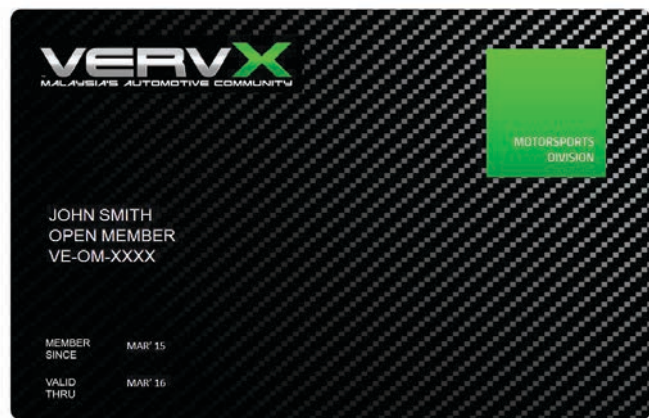 VERVX
MALAYSIA'S AUTOMOTIVE COMMUNITY
MOTORSPORTS
DIVISION
JOHN SMITH
OPEN MEMBER
VE-OM-XXXX
MEMBER
SINCE
MAR' 15
VALID
THRU
MAR' 16